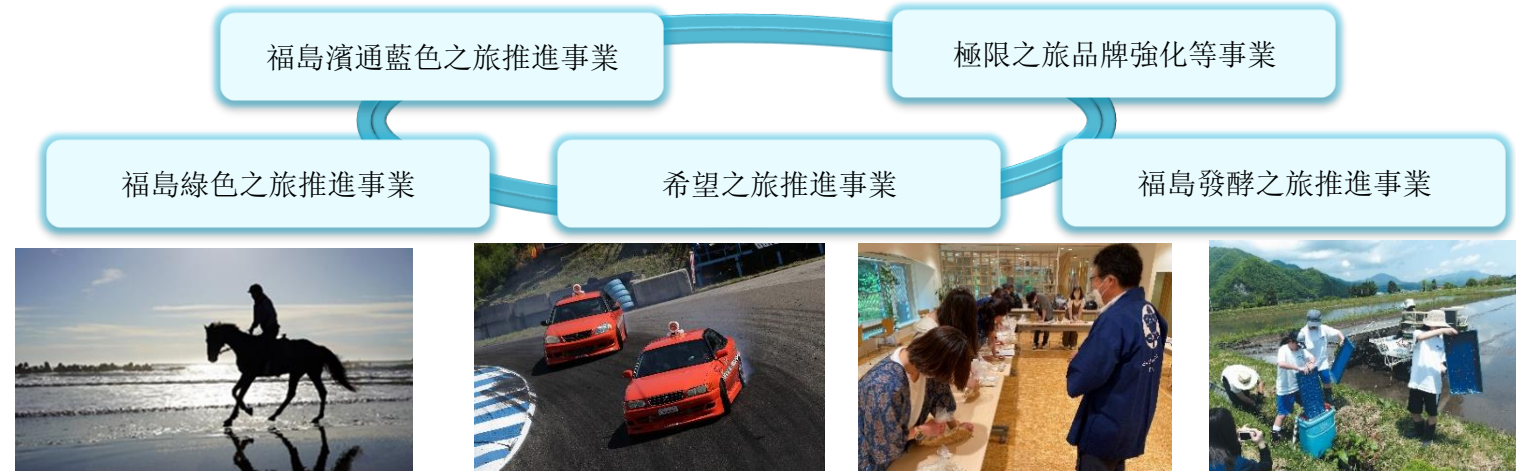 福島濱通藍色之旅推進事業
極限之旅品牌強化等事業
福島綠色之旅推進事業
希望之旅推進事業
福島發酵之旅推進事業